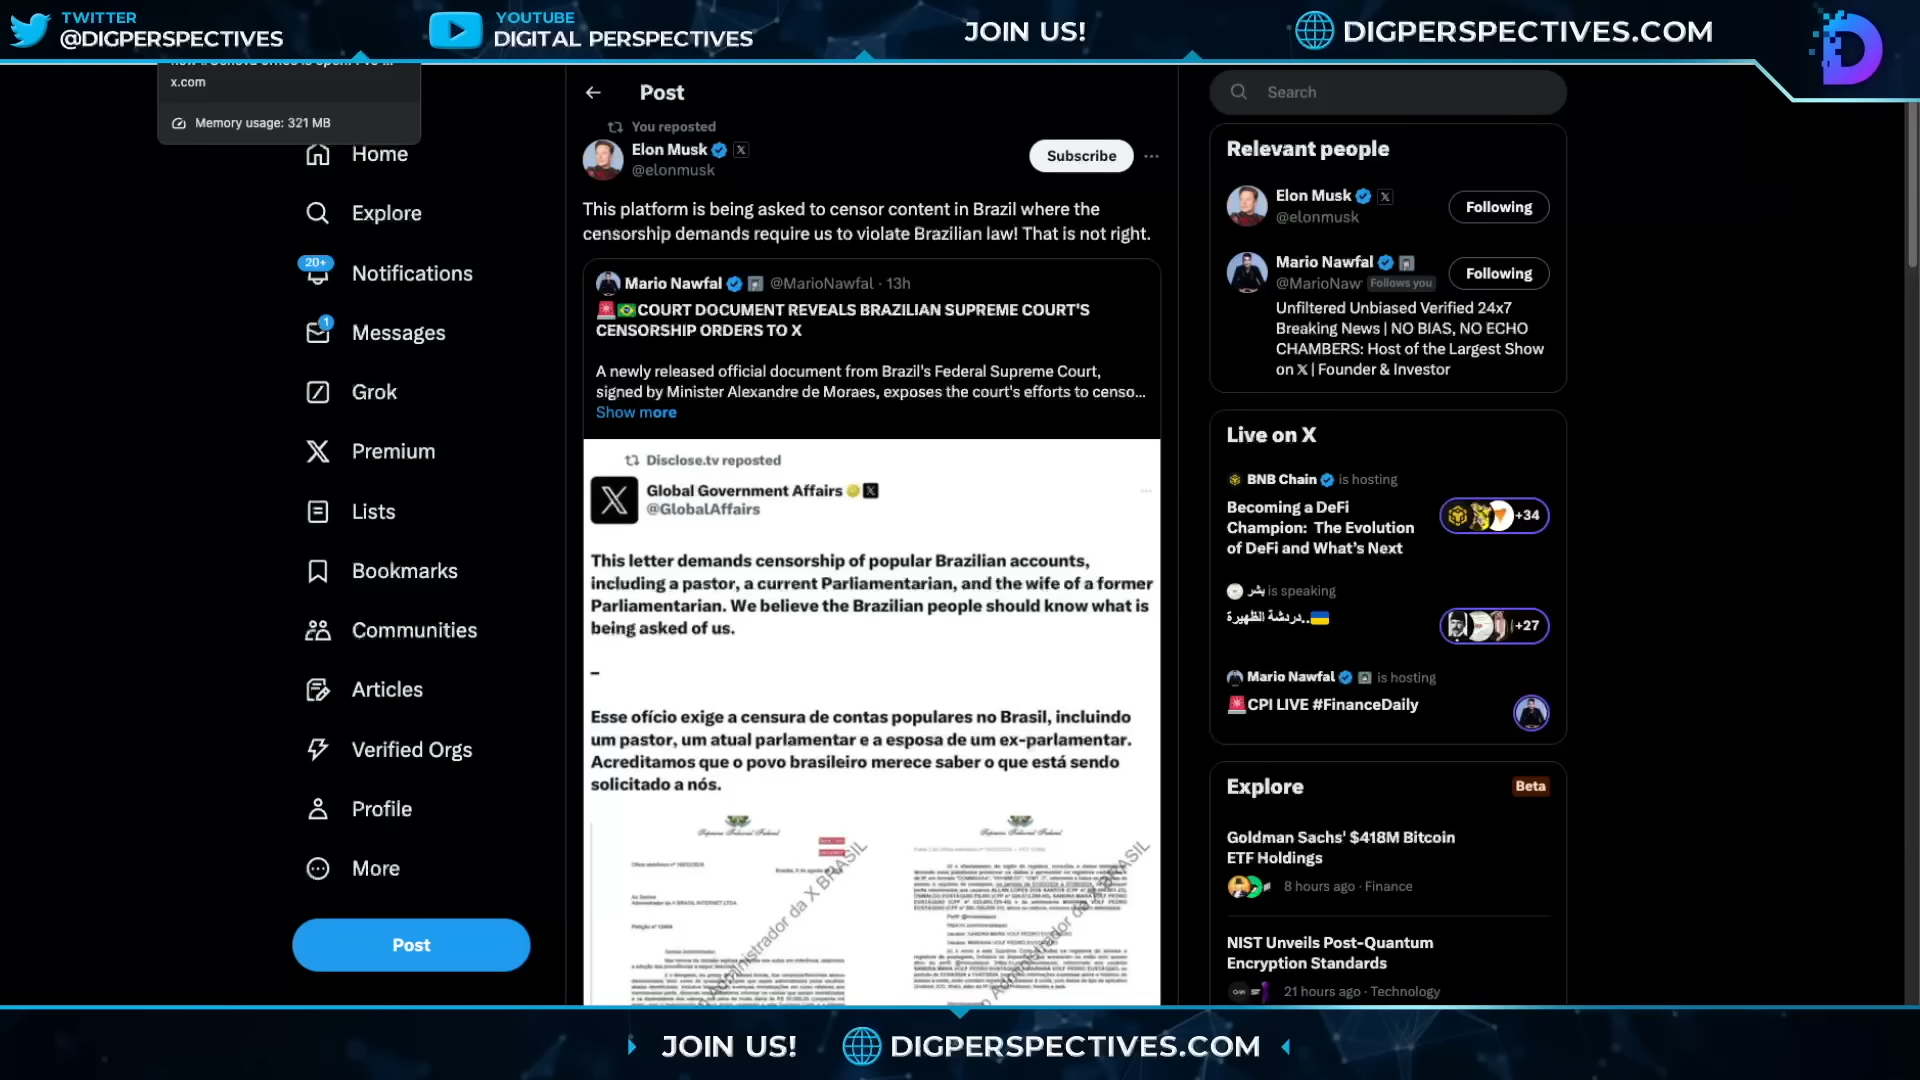 TWITTER
@DIGPERSPECTIVES
YOUTUBE
DIGITAL PERSPECTIVES
JOIN US!
DIGPERSPECTIVES.COM
x.com
Memory usage: 321 MB
Home
Explore
20+
Notifications
1
Messages
Grok
Premium
Lists
Bookmarks
Communities
Articles
Verified Orgs
Profile
More
Post
Post
You reposted
Elon Musk
@elonmusk
Subscribe
This platform is being asked to censor content in Brazil where the
censorship demands require us to violate Brazilian law! That is not right.
Mario Nawfal @MarioNawfal · 13h
COURT DOCUMENT REVEALS BRAZILIAN SUPREME COURT'S
CENSORSHIP ORDERS TO X
A newly released official document from Brazil's Federal Supreme Court,
signed by Minister Alexandre de Moraes, exposes the court's efforts to censo...
Show more
Disclose.tv reposted
Global Government Affairs
@GlobalAffairs
This letter demands censorship of popular Brazilian accounts,
including a pastor, a current Parliamentarian, and the wife of a former
Parliamentarian. We believe the Brazilian people should know what is
being asked of us.
–
Esse ofício exige a censura de contas populares no Brasil, incluindo
um pastor, um atual parlamentar e a esposa de um ex-parlamentar.
Acreditamos que o povo brasileiro merece saber o que está sendo
solicitado a nós.
Supremo Tribunal Federal
Supremo Tribunal Federal
Administrador da X BRASIL
Search
Relevant people
Elon Musk
@elonmusk
Following
Mario Nawfal
@MarioNaw Follows you
Following
Unfiltered Unbiased Verified 24x7
Breaking News | NO BIAS, NO ECHO
CHAMBERS: Host of the Largest Show
on 𝕏 | Founder & Investor
Live on X
BNB Chain is hosting
Becoming a DeFi
Champion: The Evolution
of DeFi and What's Next
+34
بشر is speaking
دردشة الظهيرة..
+27
Mario Nawfal is hosting
CPI LIVE #FinanceDaily
Explore
Beta
Goldman Sachs' $418M Bitcoin
ETF Holdings
8 hours ago · Finance
NIST Unveils Post-Quantum
Encryption Standards
21 hours ago · Technology
JOIN US!
DIGPERSPECTIVES.COM